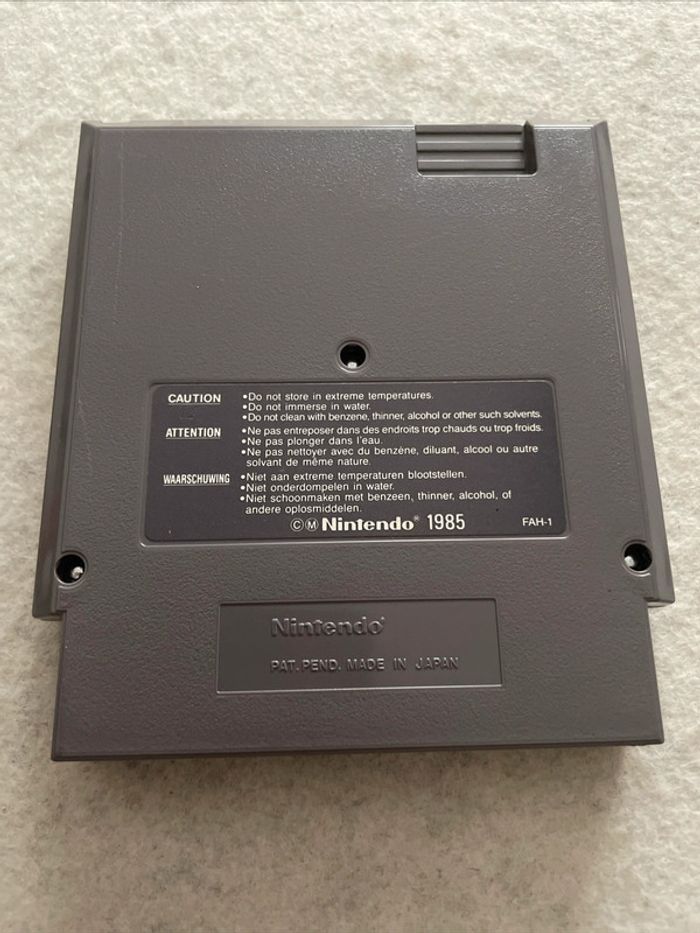 CAUTION •Do not store in extreme temperatures.
•Do not immerse in water.
•Do not clean with benzene, thinner, alcohol or other such solvents.
ATTENTION •Ne pas entreposer dans des endroits trop chauds ou trop froids.
•Ne pas plonger dans l'eau.
•Ne pas nettoyer avec du benzène, diluant, alcool ou autre
solvant de même nature.
WAARSCHUWING •Niet aan extreme temperaturen blootstellen.
•Niet onderdompelen in water.
•Niet schoonmaken met benzeen, thinner, alcohol, of
andere oplosmiddelen.
©Ⓜ Nintendo® 1985 FAH-1
Nintendo®
PAT. PEND. MADE IN JAPAN